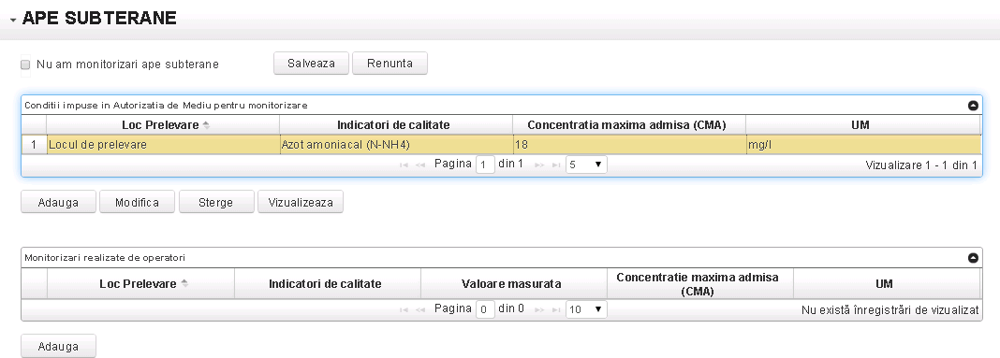 APE SUBTERANE
Nu am monitorizari ape subterane Salveaza Renunta
Conditii impuse in Autorizatia de Mediu pentru monitorizare
Loc Prelevare Indicatori de calitate Concentratia maxima admisa (CMA) UM
1 Locul de prelevare Azot amoniacal (N-NH4) 18 mg/l
Pagina 1 din 1 5 Vizualizare 1 - 1 din 1
Adauga Modifica Sterge Vizualizeaza
Monitorizari realizate de operatori
Loc Prelevare Indicatori de calitate Valoare masurata Concentratie maxima admisa
(CMA) UM
Pagina 0 din 0 10 Nu există înregistrări de vizualizat
Adauga